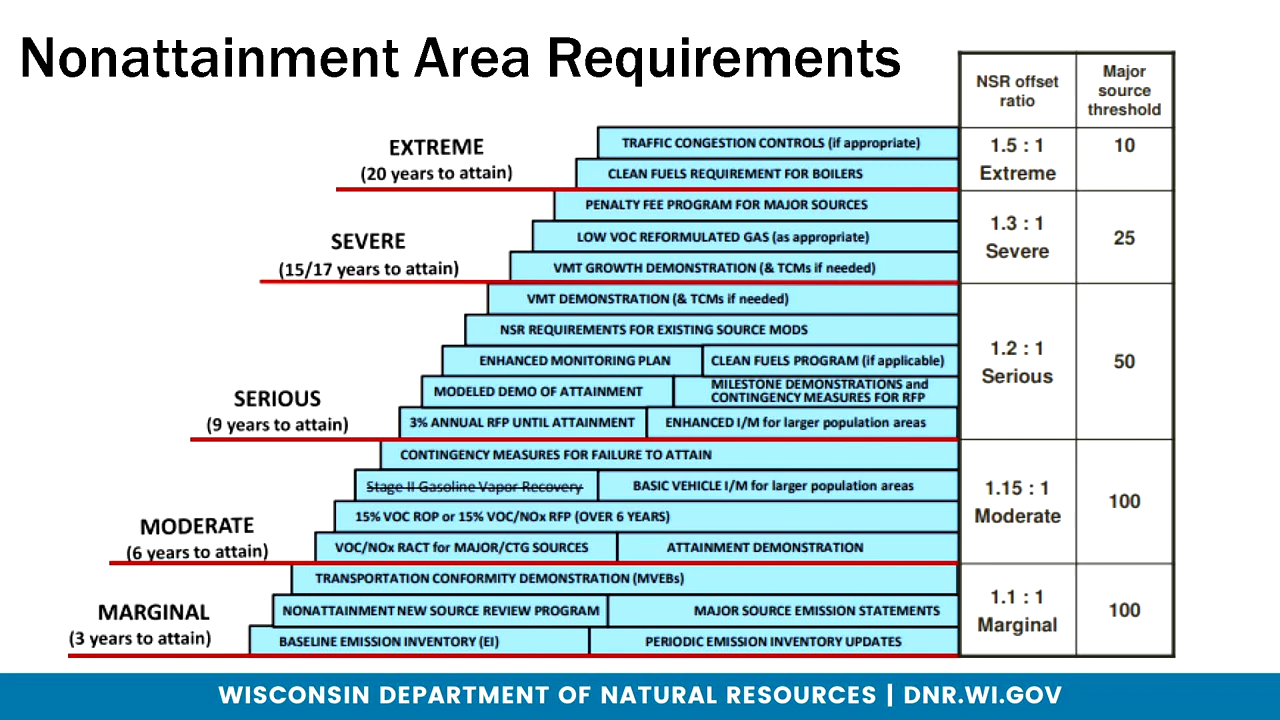 Nonattainment Area Requirements
NSR offset
ratio
Major
source
threshold
EXTREME
(20 years to attain)
TRAFFIC CONGESTION CONTROLS (if appropriate)
CLEAN FUELS REQUIREMENT FOR BOILERS
1.5 : 1
Extreme
10
SEVERE
(15/17 years to attain)
PENALTY FEE PROGRAM FOR MAJOR SOURCES
LOW VOC REFORMULATED GAS (as appropriate)
VMT GROWTH DEMONSTRATION (& TCMs if needed)
1.3 : 1
Severe
25
SERIOUS
(9 years to attain)
VMT DEMONSTRATION (& TCMs if needed)
NSR REQUIREMENTS FOR EXISTING SOURCE MODS
ENHANCED MONITORING PLAN
CLEAN FUELS PROGRAM (if applicable)
MODELED DEMO OF ATTAINMENT
MILESTONE DEMONSTRATIONS and
CONTINGENCY MEASURES FOR RFP
3% ANNUAL RFP UNTIL ATTAINMENT
ENHANCED I/M for larger population areas
1.2 : 1
Serious
50
MODERATE
(6 years to attain)
CONTINGENCY MEASURES FOR FAILURE TO ATTAIN
Stage II Gasoline Vapor Recovery
BASIC VEHICLE I/M for larger population areas
15% VOC ROP or 15% VOC/NOx RFP (OVER 6 YEARS)
VOC/NOx RACT for MAJOR/CTG SOURCES
ATTAINMENT DEMONSTRATION
1.15 : 1
Moderate
100
MARGINAL
(3 years to attain)
TRANSPORTATION CONFORMITY DEMONSTRATION (MVEBs)
NONATTAINMENT NEW SOURCE REVIEW PROGRAM
MAJOR SOURCE EMISSION STATEMENTS
BASELINE EMISSION INVENTORY (EI)
PERIODIC EMISSION INVENTORY UPDATES
1.1 : 1
Marginal
100
WISCONSIN DEPARTMENT OF NATURAL RESOURCES | DNR.WI.GOV